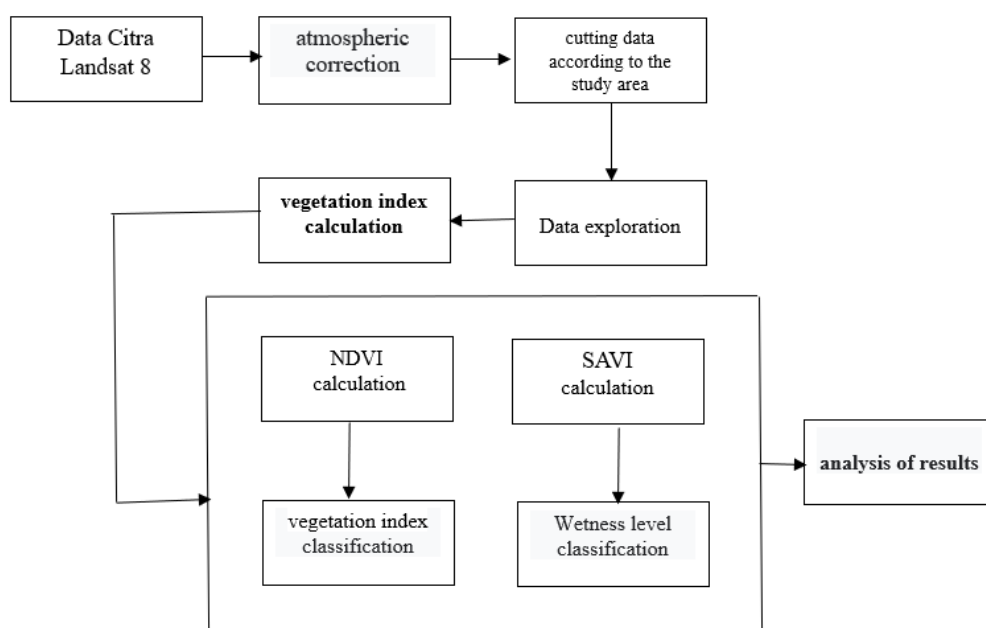 Data Citra
Landsat 8
atmospheric
correction
cutting data
according to the
study area
Data exploration
vegetation index
calculation
NDVI
calculation
SAVI
calculation
vegetation index
classification
Wetness level
classification
analysis of results